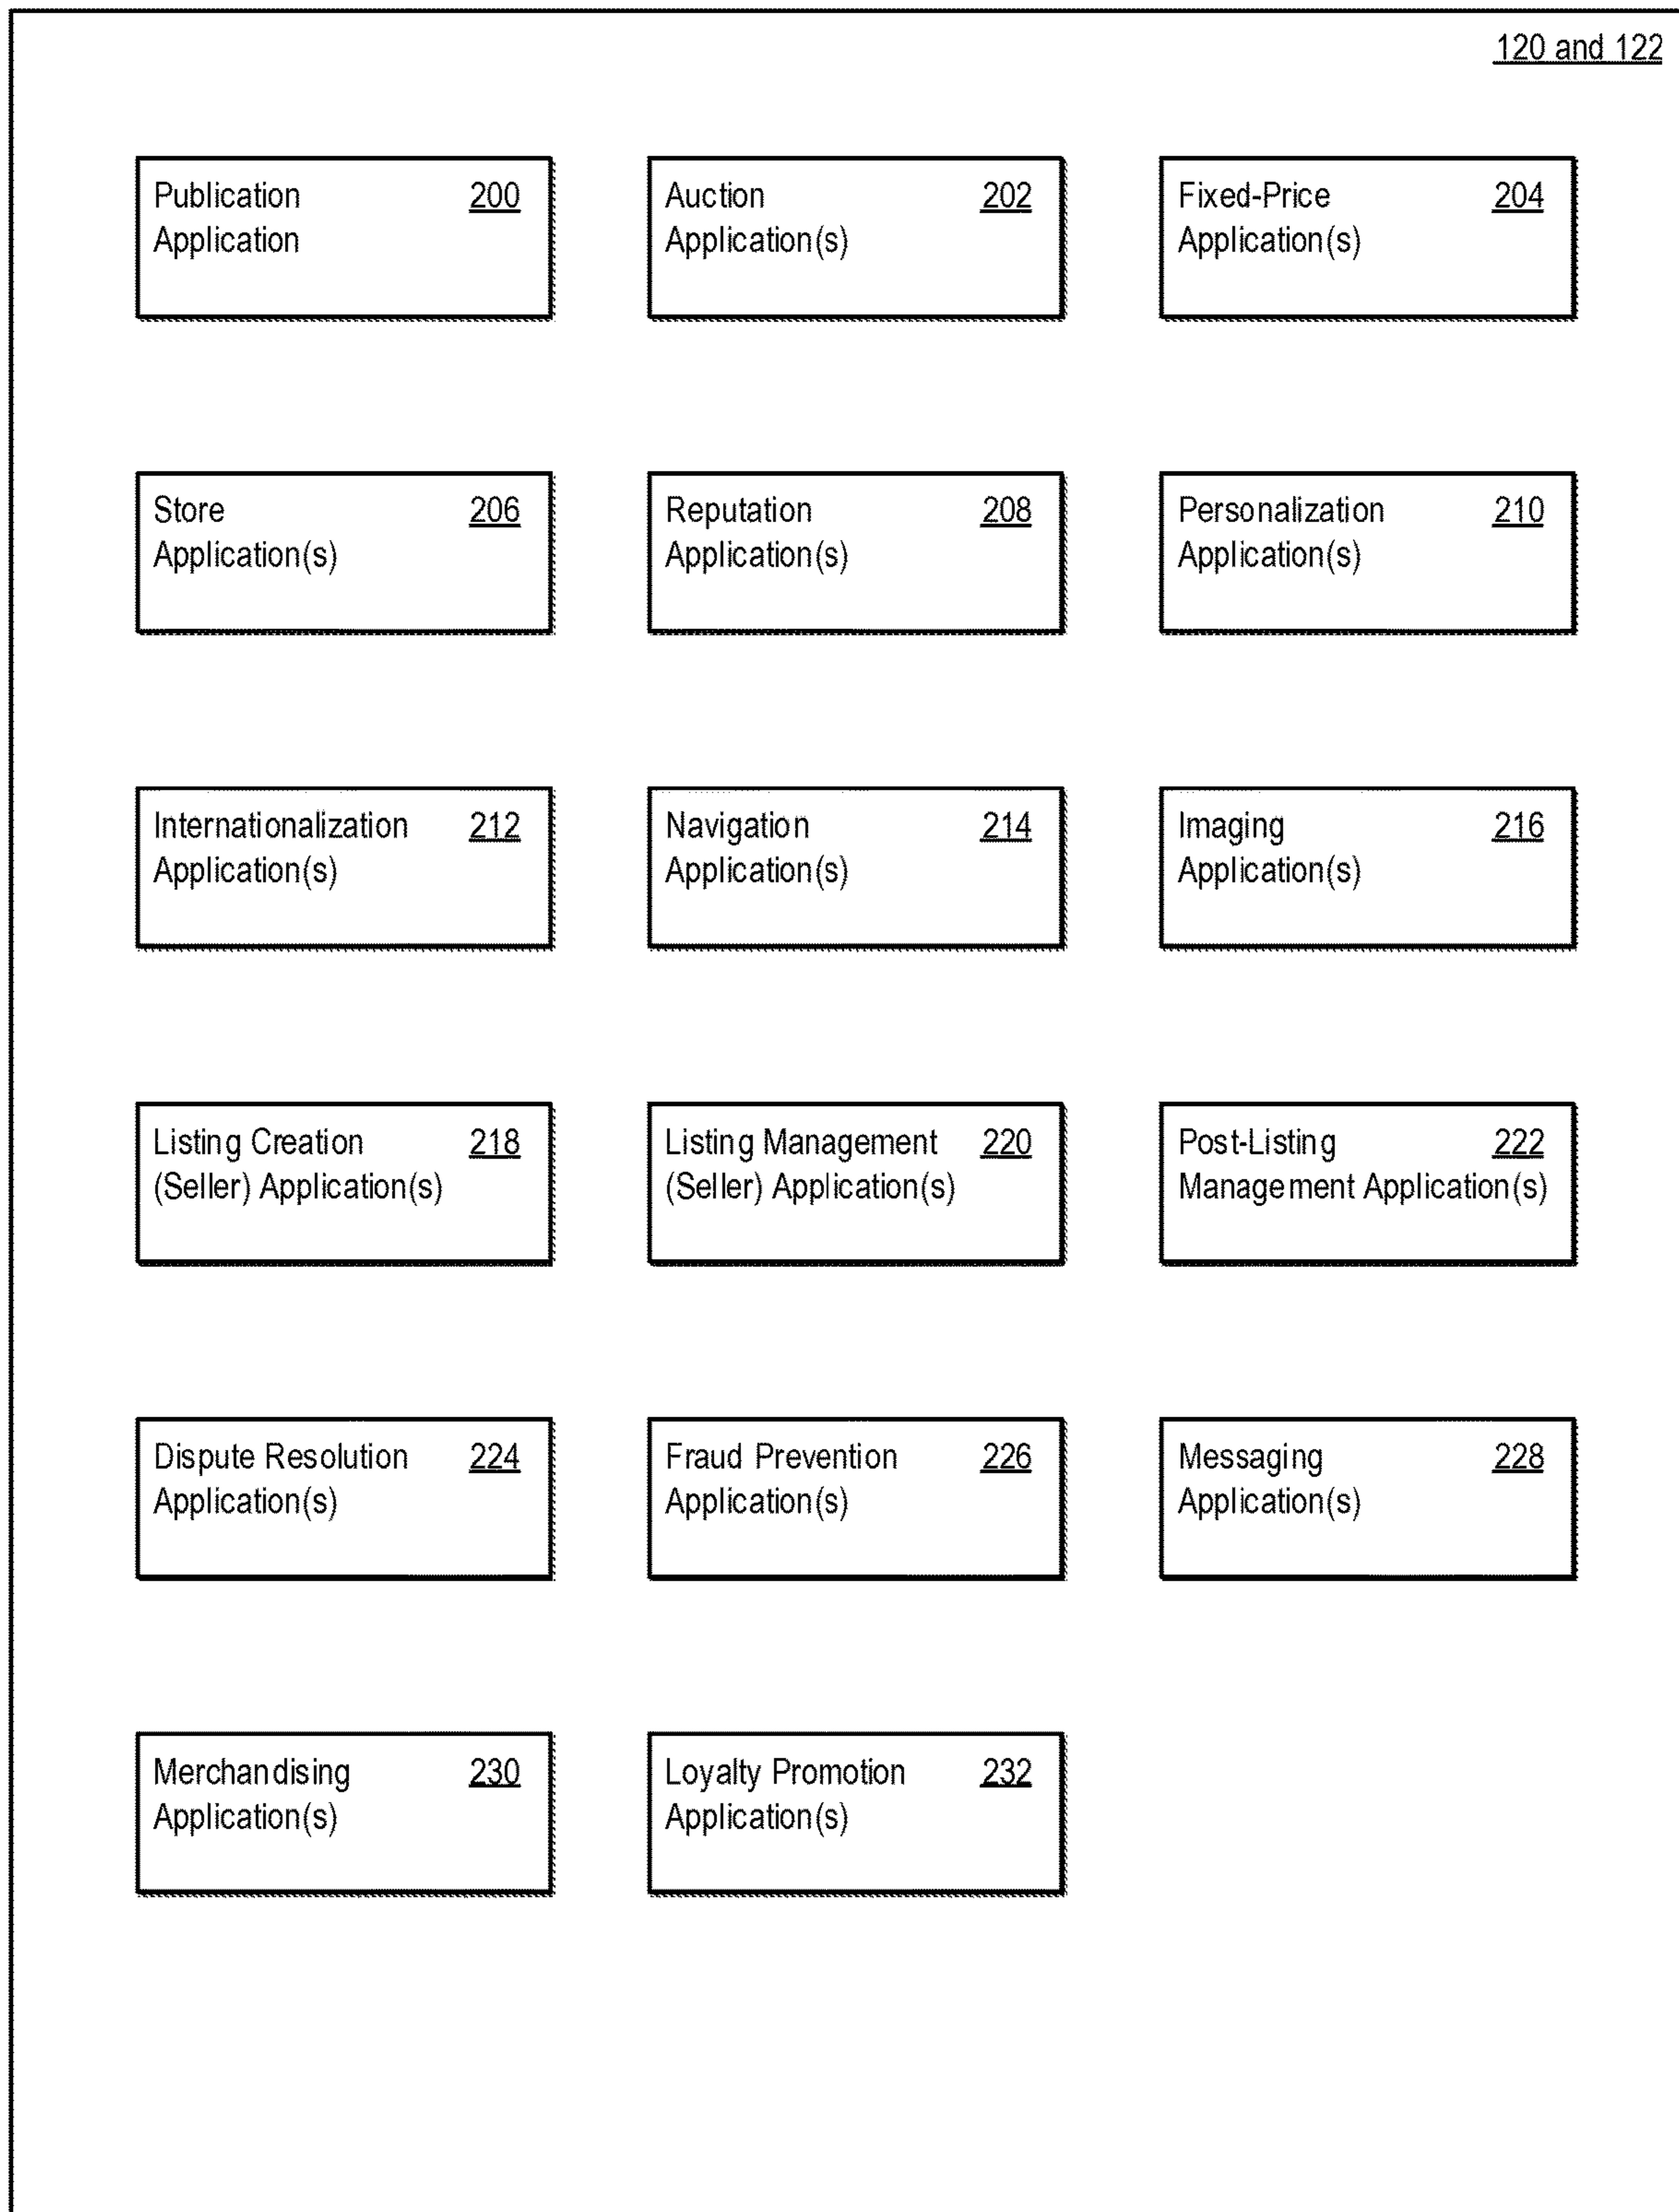 120 and 122
Publication 200
Application
Auction 202
Application(s)
Fixed-Price 204
Application(s)
Store 206
Application(s)
Reputation 208
Application(s)
Personalization 210
Application(s)
Internationalization 212
Application(s)
Navigation 214
Application(s)
Imaging 216
Application(s)
Listing Creation 218
(Seller) Application(s)
Listing Management 220
(Seller) Application(s)
Post-Listing 222
Management Application(s)
Dispute Resolution 224
Application(s)
Fraud Prevention 226
Application(s)
Messaging 228
Application(s)
Merchandising 230
Application(s)
Loyalty Promotion 232
Application(s)